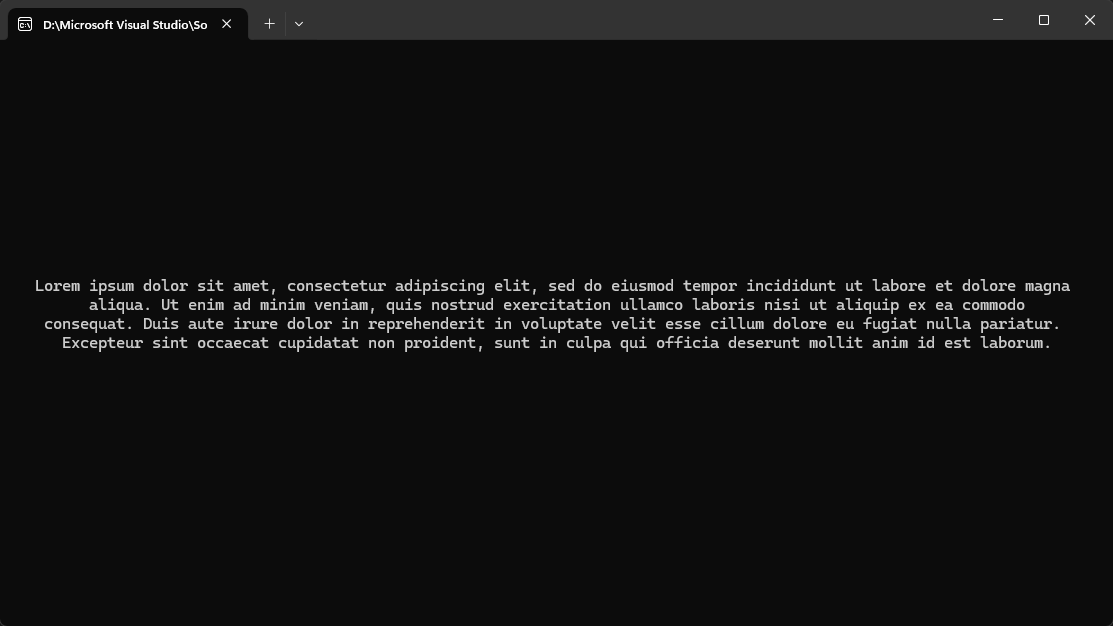 D:\Microsoft Visual Studio\So
Lorem ipsum dolor sit amet, consectetur adipiscing elit, sed do eiusmod tempor incididunt ut labore et dolore magna
aliqua. Ut enim ad minim veniam, quis nostrud exercitation ullamco laboris nisi ut aliquip ex ea commodo
consequat. Duis aute irure dolor in reprehenderit in voluptate velit esse cillum dolore eu fugiat nulla pariatur.
Excepteur sint occaecat cupidatat non proident, sunt in culpa qui officia deserunt mollit anim id est laborum.